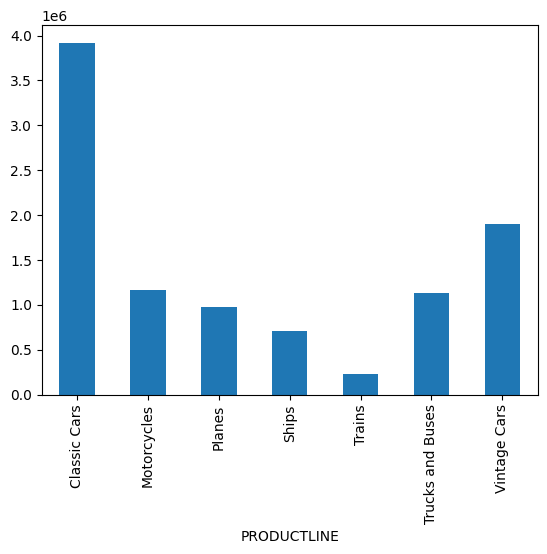 1e6
4.0
3.5
3.0
2.5
2.0
1.5
1.0
0.5
0.0
Classic Cars
Motorcycles
Planes
Ships
Trains
Trucks and Buses
Vintage Cars
PRODUCTLINE